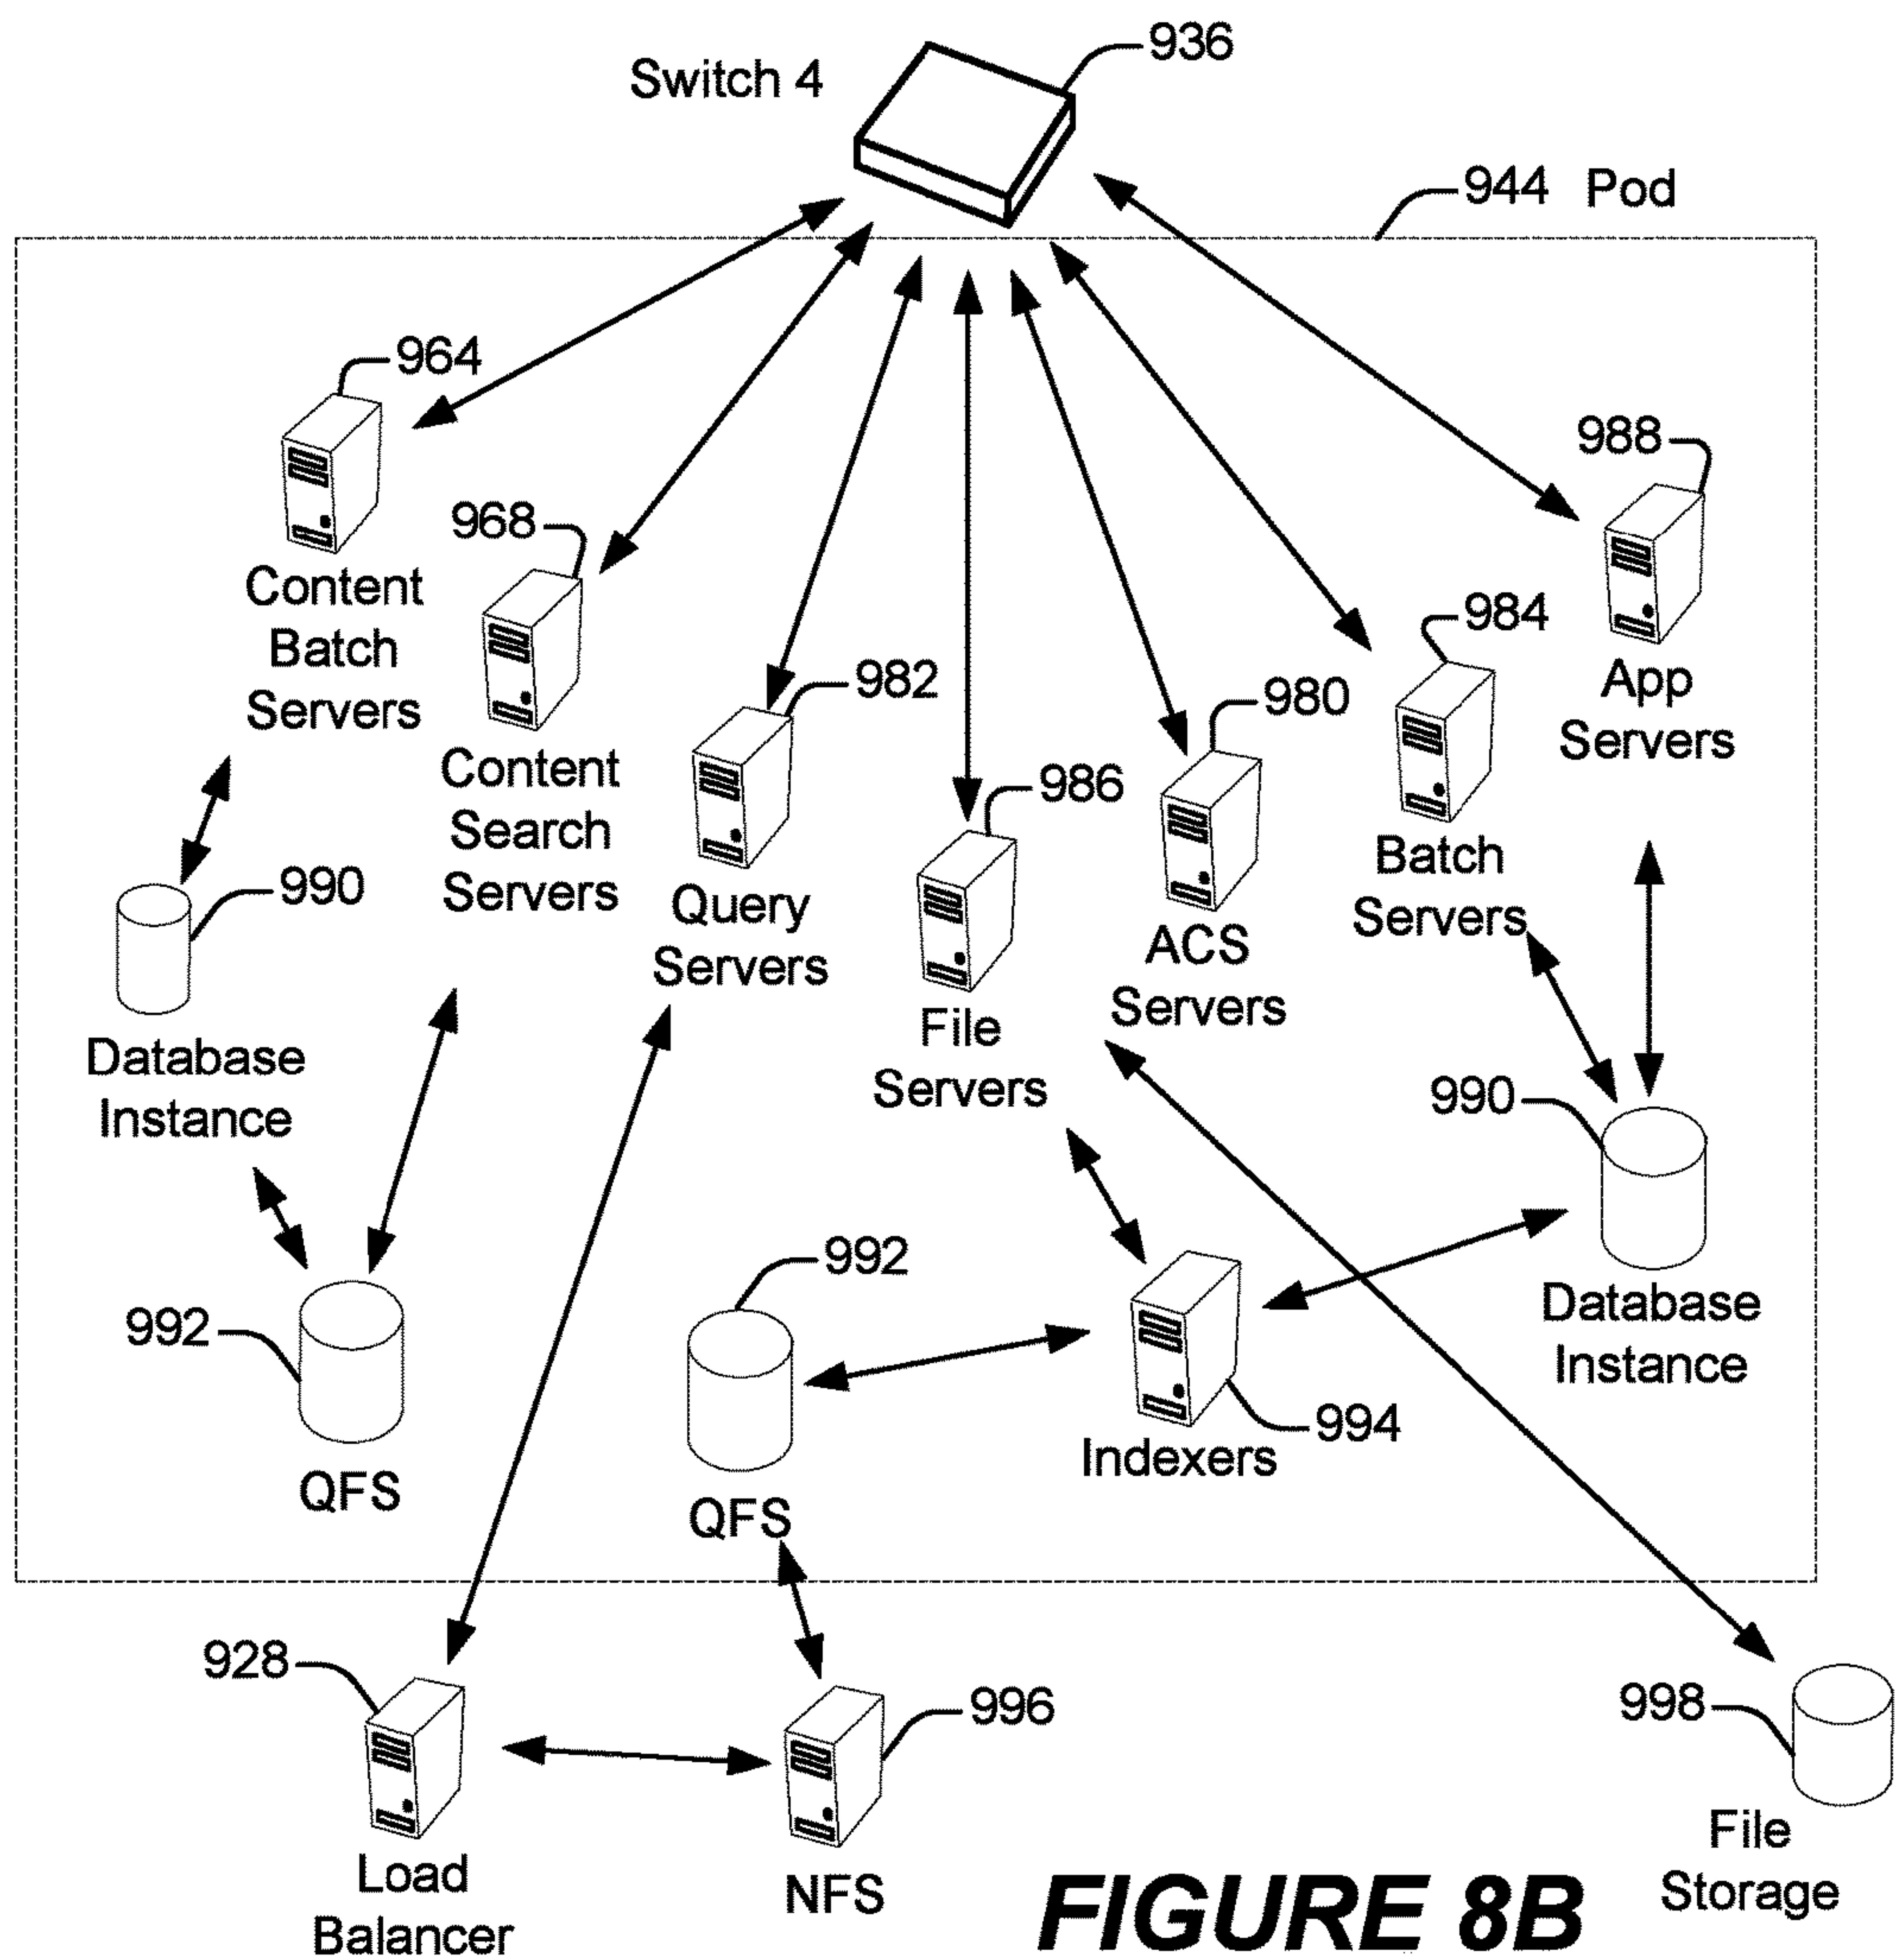 936
Switch 4
944 Pod
964
988
968
Content
Batch
Servers
984
982
980
App
Servers
Content
Search
Servers
986
Batch
Servers
990
Query
Servers
ACS
Servers
File
Servers
Database
Instance
990
992
992
Database
Instance
994
Indexers
QFS
QFS
928
996
998
Load
Balancer
NFS
File
Storage
FIGURE 8B